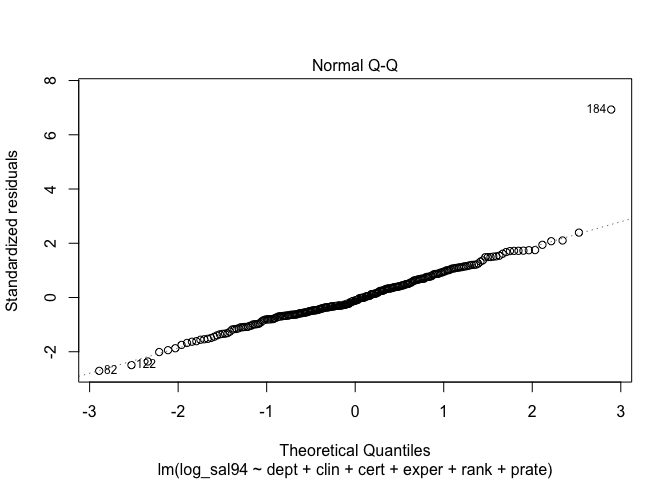 Normal Q-Q
Standardized residuals
8
6
4
2
0
-2
184
82
122
-3 -2 -1 0 1 2 3
Theoretical Quantiles
lm(log_sal94 ~ dept + clin + cert + exper + rank + prate)